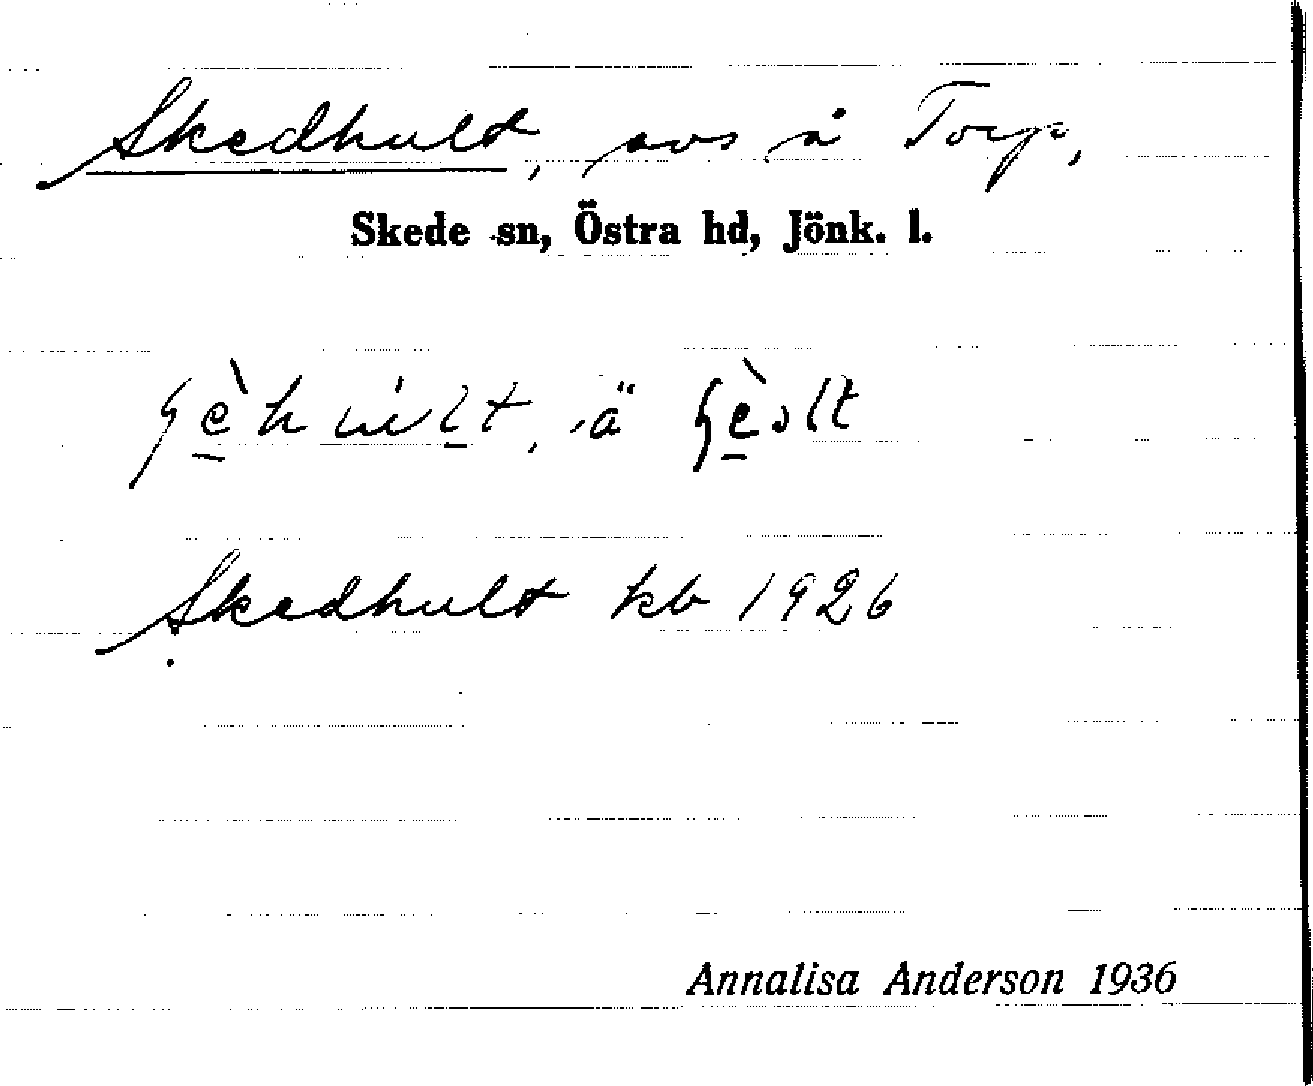 Skedhult, avs å Torp,
Skede sn, Östra hd, Jönk. l.
ä
Skedhult kb 1926
Annalisa Anderson 1936